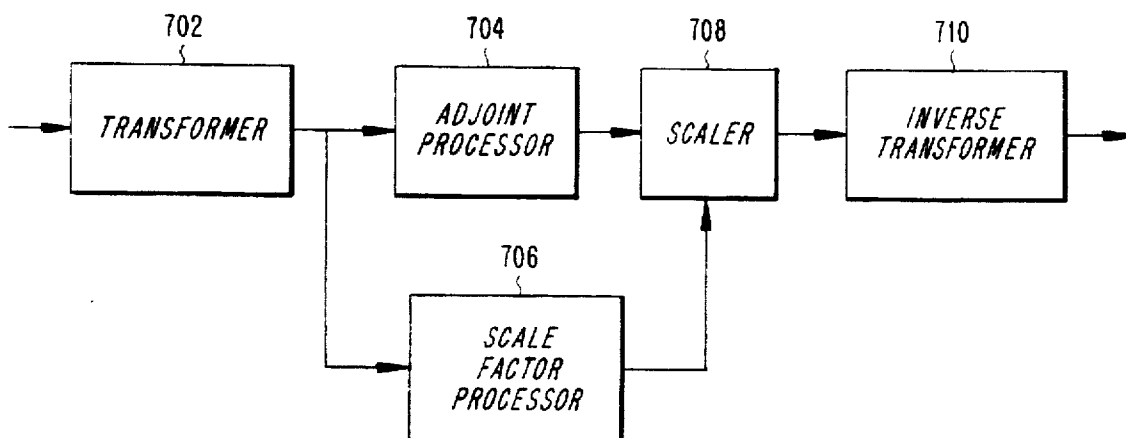 702
704
708
710
TRANSFORMER
ADJOINT
PROCESSOR
SCALER
INVERSE
TRANSFORMER
706
SCALE
FACTOR
PROCESSOR